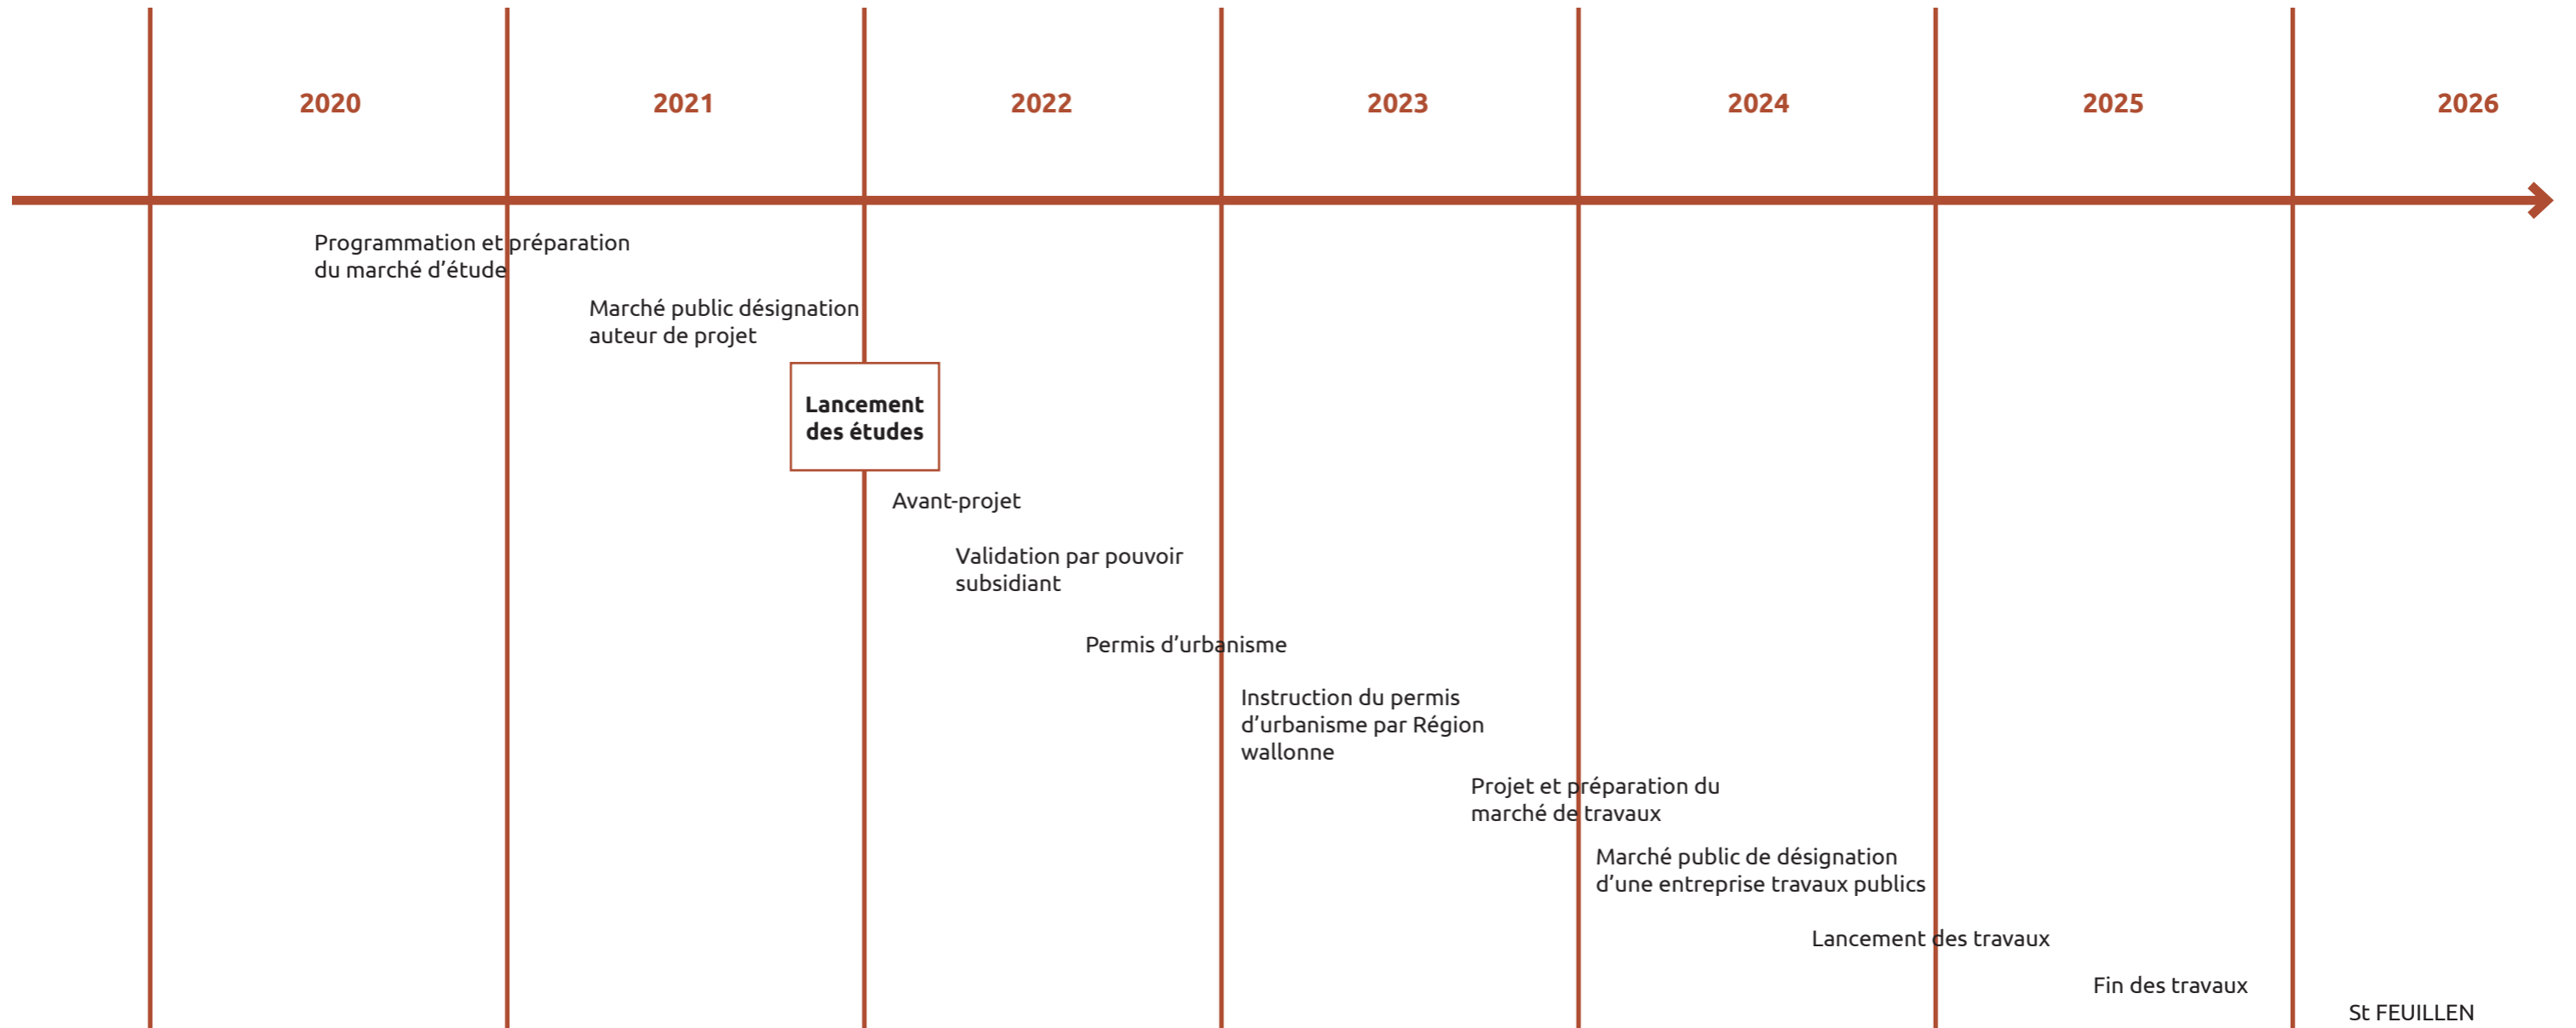 2020
2021
2022
2023
2024
2025
2026
Programmation et préparation
du marché d’étude
Marché public désignation
auteur de projet
Lancement
des études
Avant-projet
Validation par pouvoir
subsidiant
Permis d’urbanisme
Instruction du permis
d’urbanisme par Région
wallonne
Projet et préparation du
marché de travaux
Marché public de désignation
d’une entreprise travaux publics
Lancement des travaux
Fin des travaux
St FEUILLEN